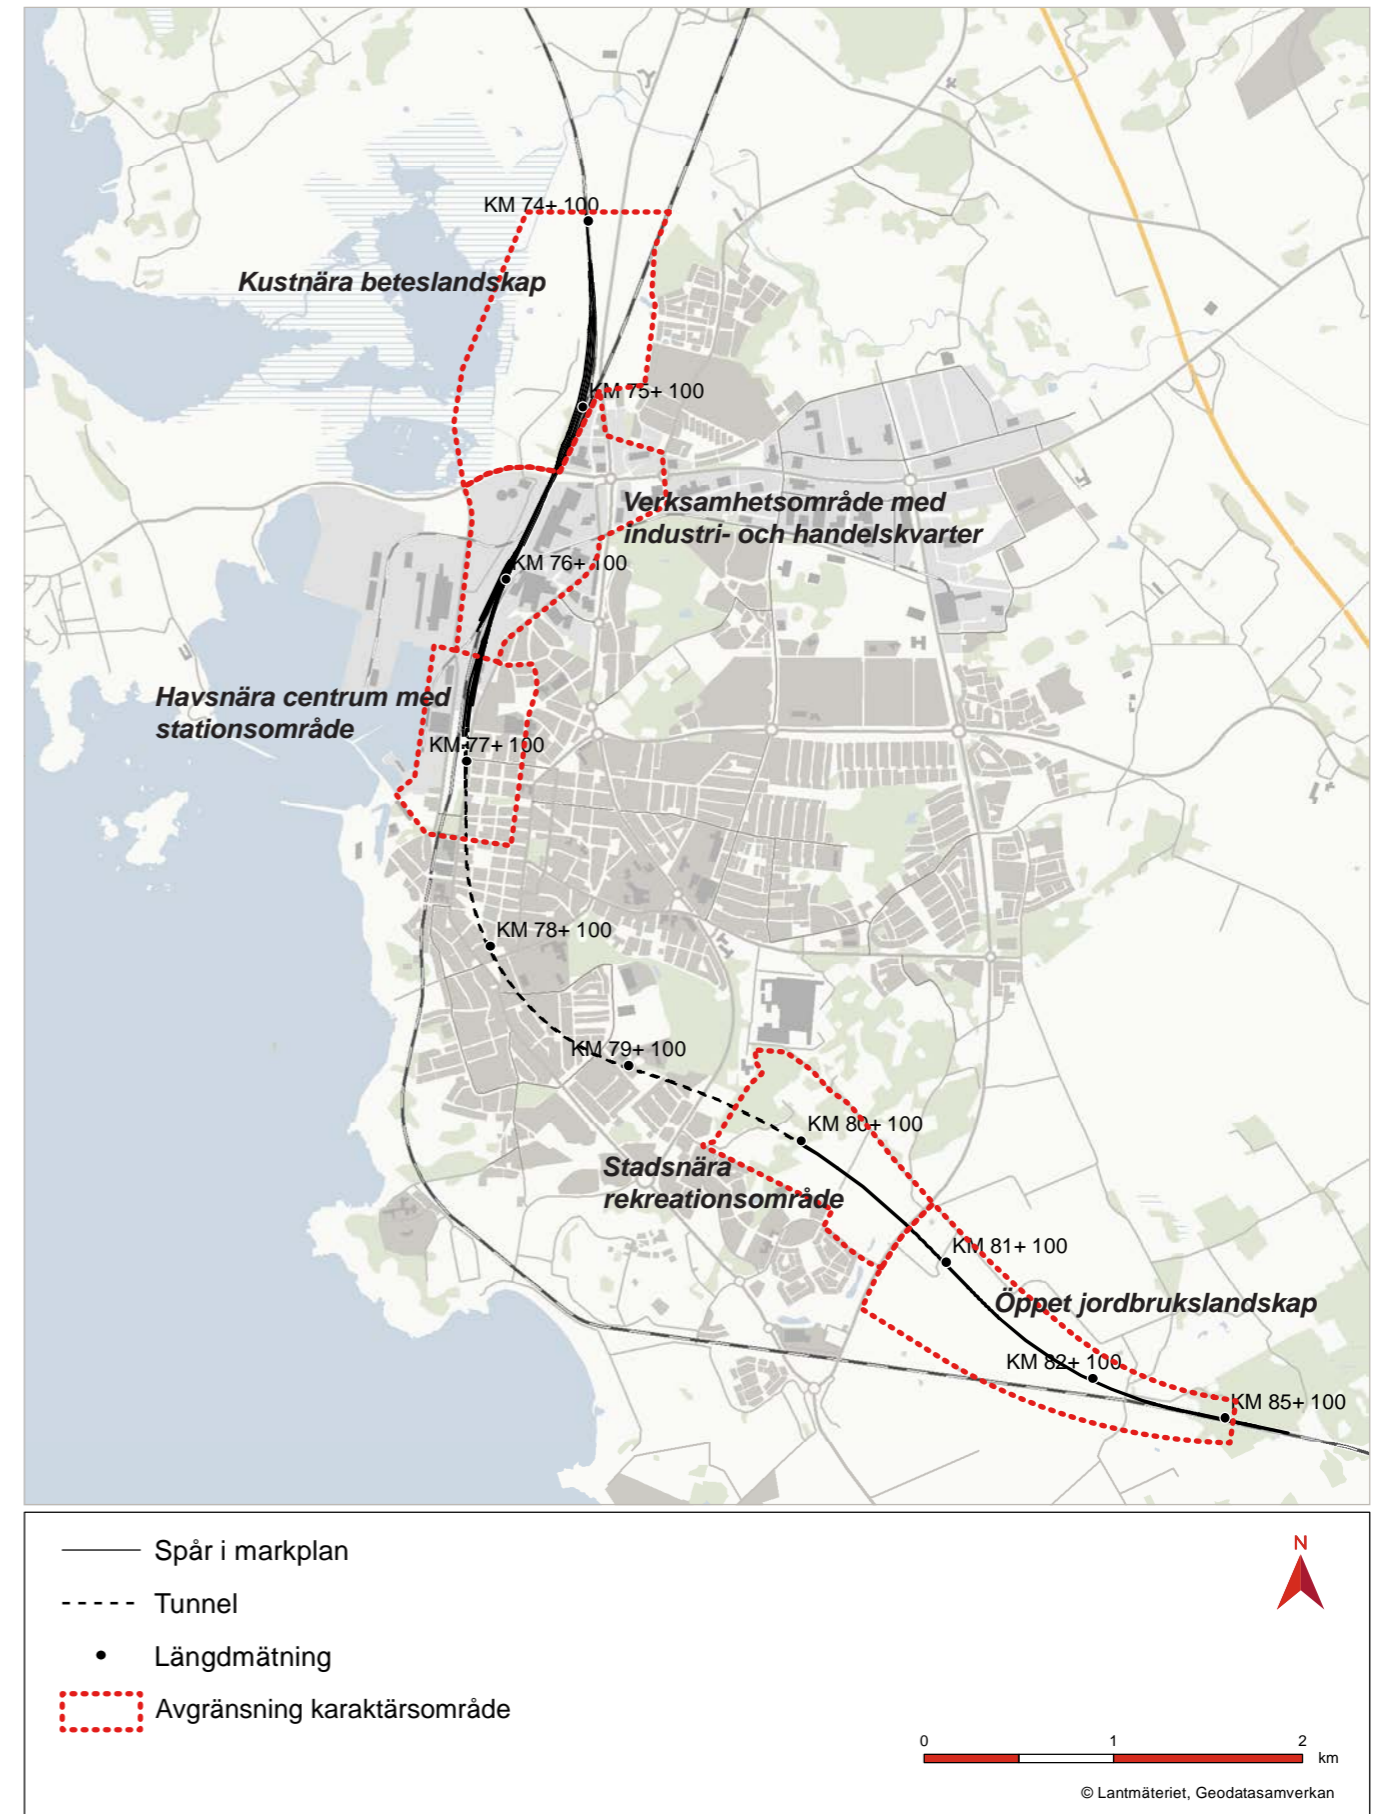 KM 74+ 100
Kustnära beteslandskap
KM 75+ 100
Verksamhetsområde med
industri- och handelskvarter
KM 76+ 100
Havsnära centrum med
stationsområde
KM 77+ 100
KM 78+ 100
KM 79+ 100
KM 80+ 100
Stadsnära
rekreationsområde
KM 81+ 100
Öppet jordbrukslandskap
KM 82+ 100
KM 85+ 100
Spår i markplan
Tunnel
Längdmätning
Avgränsning karaktärsområde
N
0 1 2
km
© Lantmäteriet, Geodatasamverkan